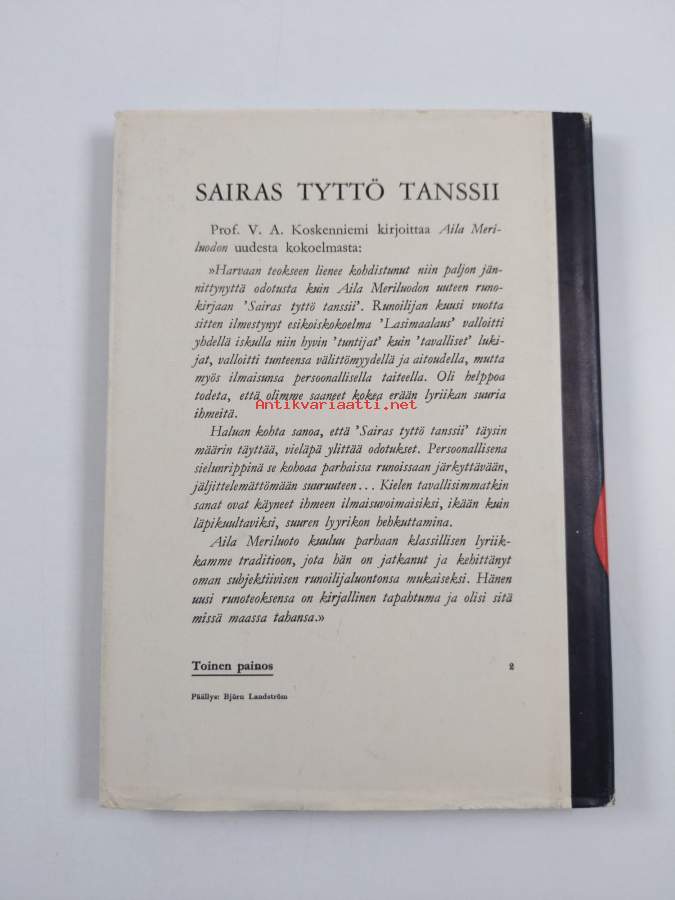 SAIRAS TYTTÖ TANSSII
Prof. V. A. Koskenniemi kirjoittaa Aila Meri-
luodon uudesta kokoelmasta:
»Harvaan teokseen lienee kohdistunut niin paljon jän-
nittynyttä odotusta kuin Aila Meriluodon uuteen runo-
kirjaan 'Sairas tyttö tanssii'. Runoilijan kuusi vuotta
sitten ilmestynyt esikoiskokoelma 'Lasimaalaus' valloitti
yhdellä iskulla niin hyvin 'tuntijat' kuin 'tavalliset' luki-
jat, valloitti tunteensa välittömyydellä ja aitoudella, mutta
myös ilmaisunsa persoonallisella taiteella. Oli helppoa
todeta, että olimme saaneet kokea erään lyriikan suuria
ihmeitä.
Antikvariaatti.net
Haluan kohta sanoa, että 'Sairas tyttö tanssii' täysin
määrin täyttää, vieläpä ylittää odotukset. Persoonallisena
sielunrippinä se kohoaa parhaissa runoissaan järkyttävään,
jäljittelemättömään suuruuteen... Kielen tavallisimmatkin
sanat ovat käyneet ihmeen ilmaisuvoimaisiksi, ikään kuin
läpikuultaviksi, suuren lyyrikon hehkuttamina.
Aila Meriluoto kuuluu parhaan klassillisen lyriik-
kamme traditioon, jota hän on jatkanut ja kehittänyt
oman subjektiivisen runoilijaluontonsa mukaiseksi. Hänen
uusi runoteoksensa on kirjallinen tapahtuma ja olisi sitä
missä maassa tahansa.»
Toinen painos 2
Päällys: Björn Landström